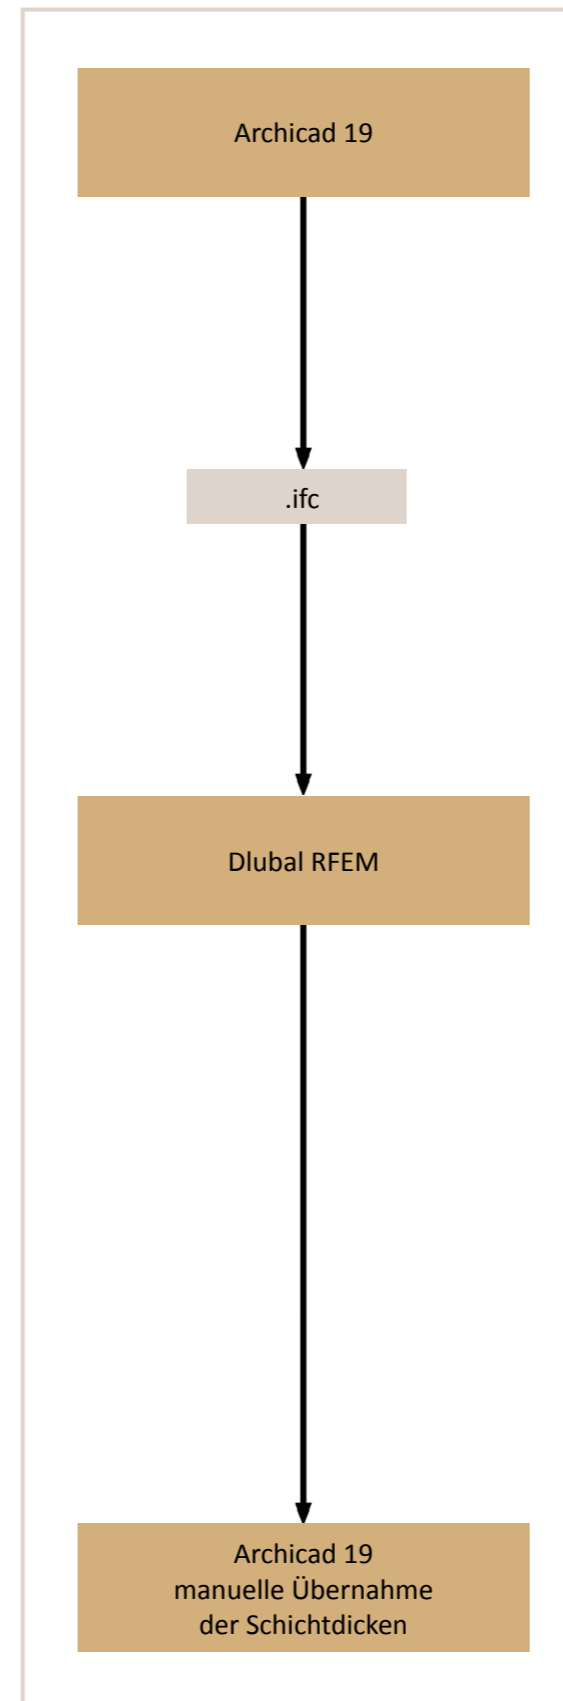 Archicad 19
.ifc
Dlubal RFEM
Archicad 19
manuelle Übernahme
der Schichtdicken